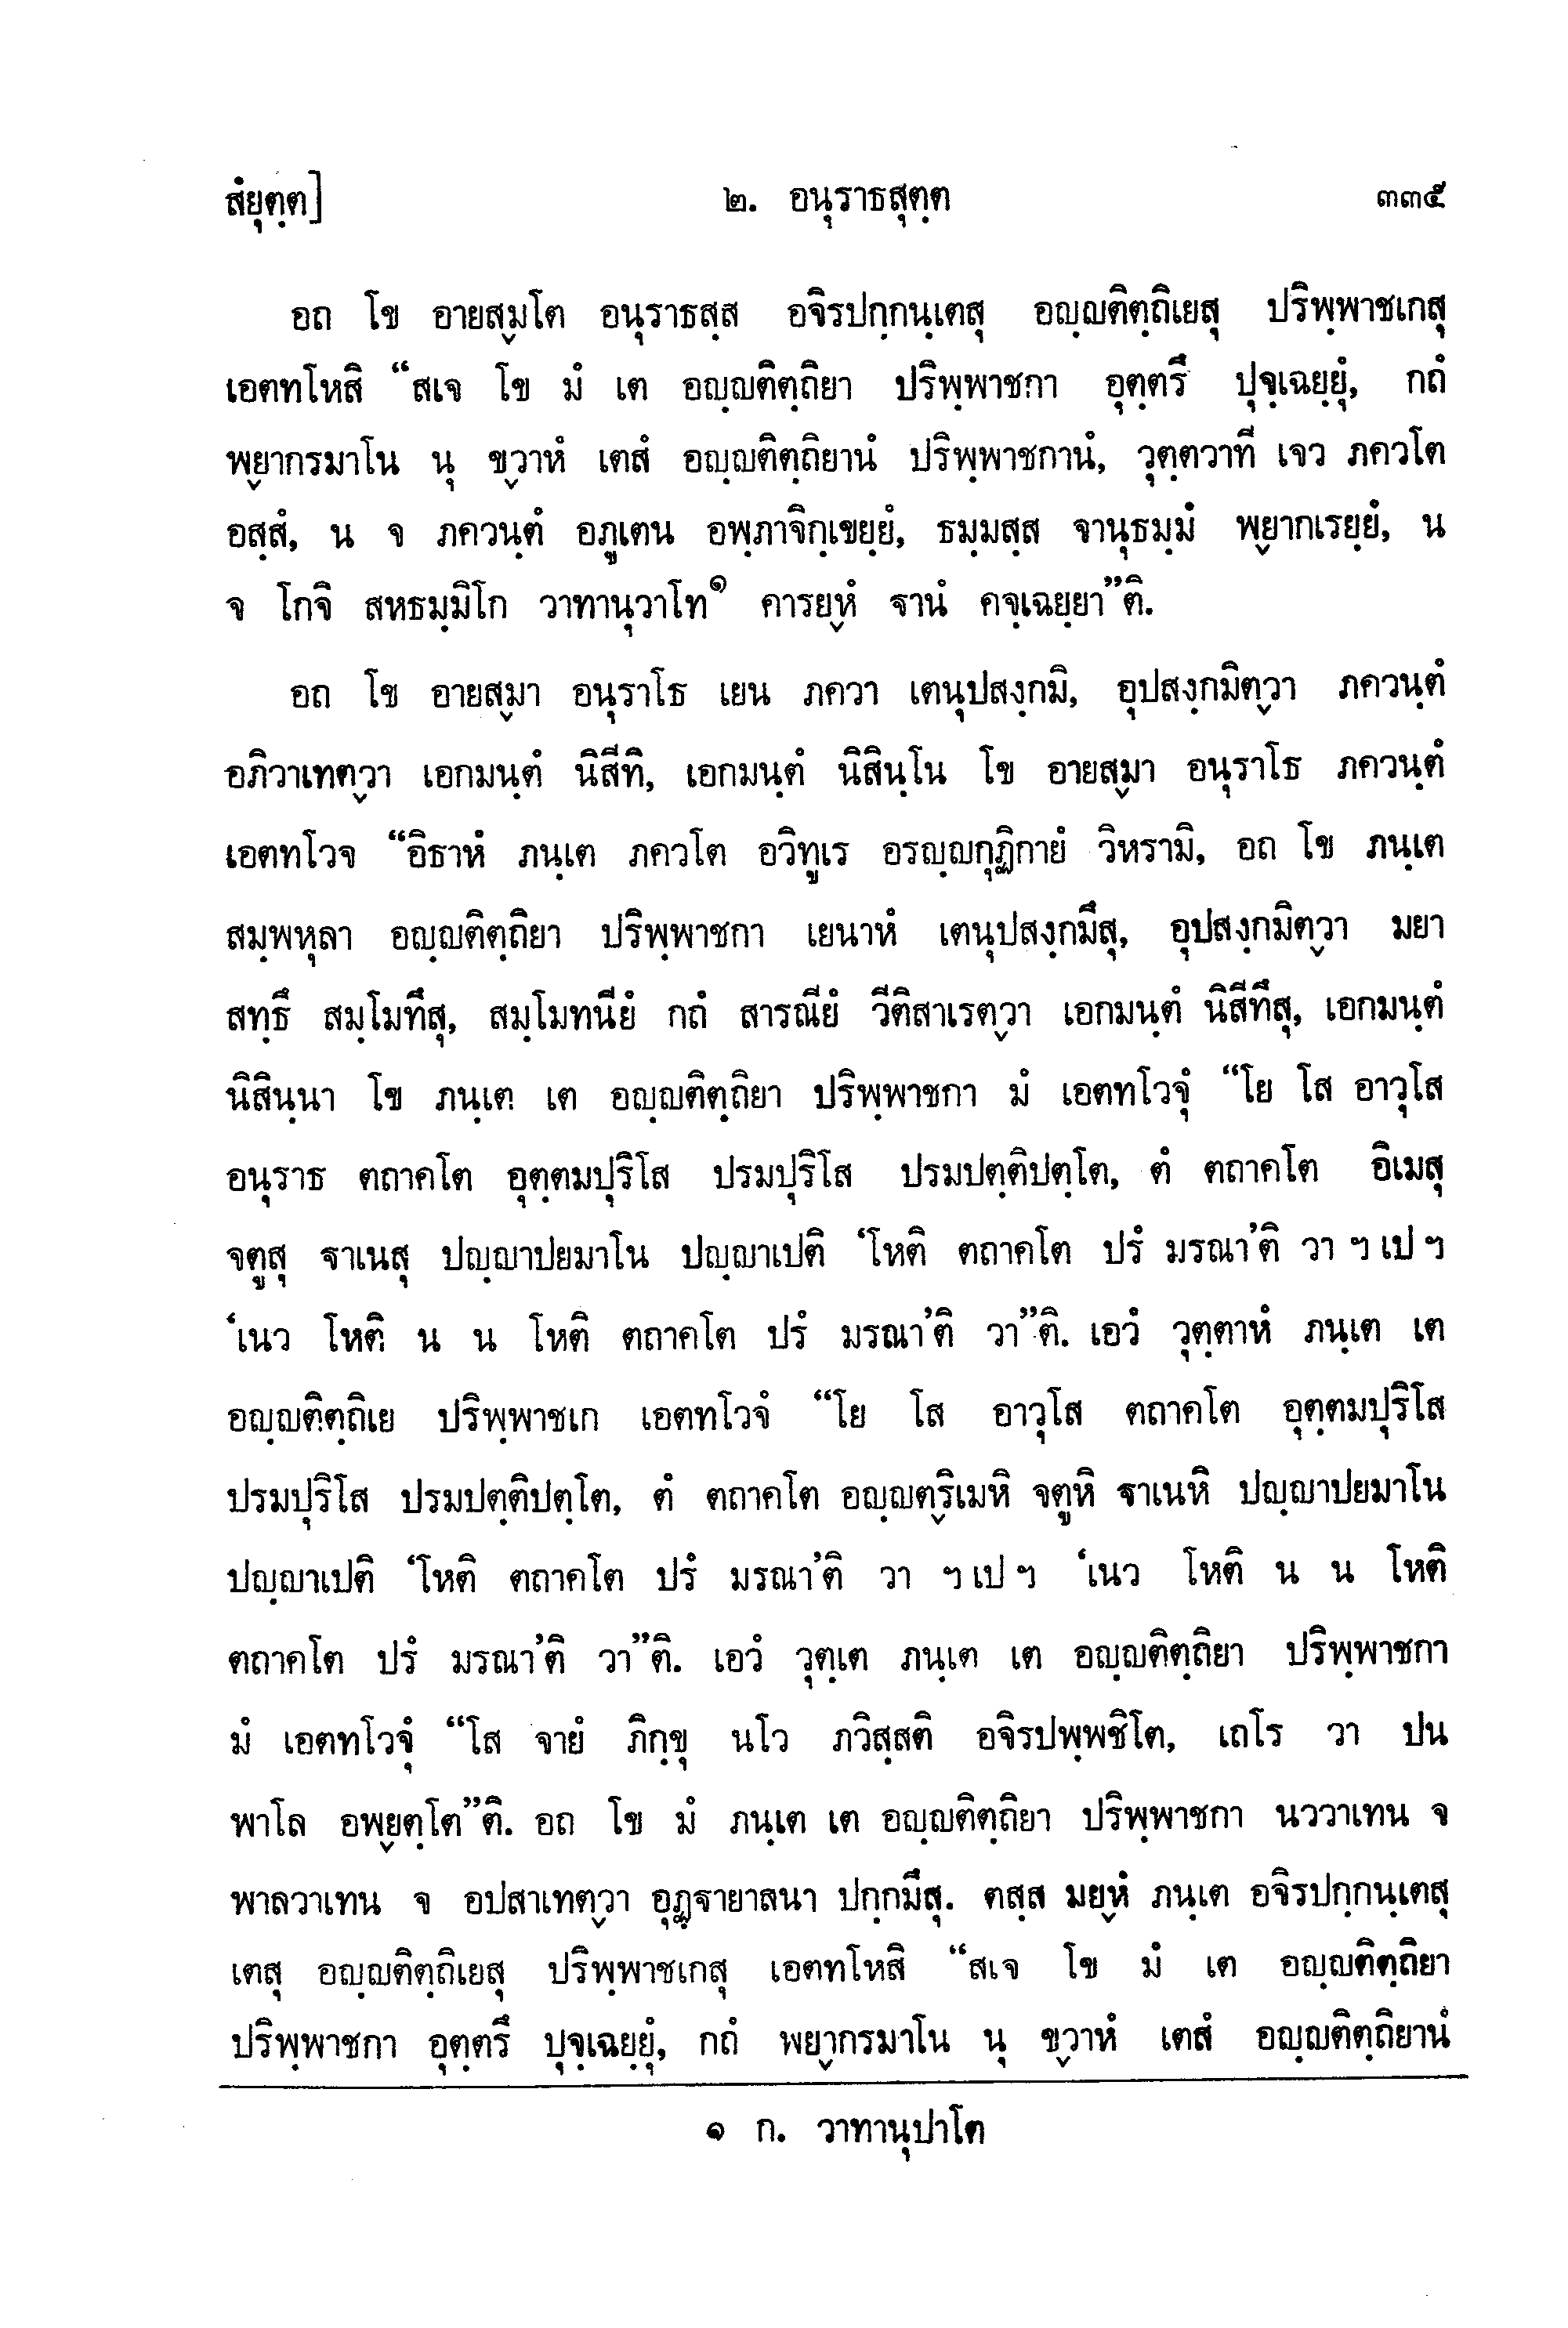 สํยุตฺต] ๒. อนุราธสุตฺต ๓๓๕
อถ โข อายสฺมโต อนุราธสฺส อจิรปกฺกนฺเตสุ อญฺญติตฺถิเยสุ ปริพฺพาชเกสุ
เอตทโหสิ “สเจ โข มํ เต อญฺญติตฺถิยา ปริพฺพาชกา อุตฺตรึ ปุจฺเฉยฺยุํ, กถํ
พฺยากรมาโน นุ ขฺวาหํ เตสํ อญฺญติตฺถิยานํ ปริพฺพาชกานํ, วุตฺตวาที เจว ภควโต
อสฺสํ, น จ ภควนฺตํ อภูเตน อพฺภาจิกฺเขยฺยํ, ธมฺมสฺส จานุธมฺมํ พฺยากเรยฺยํ, น
จ โกจิ สหธมฺมิโก วาทานุวาโท๑ คารยฺหํ ฐานํ คจฺเฉยฺยา”ติ.
อถ โข อายสฺมา อนุราโธ เยน ภควา เตนุปสงฺกมิ, อุปสงฺกมิตฺวา ภควนฺตํ
อภิวาเทตฺวา เอกมนฺตํ นิสีทิ, เอกมนฺตํ นิสินฺโน โข อายสฺมา อนุราโธ ภควนฺตํ
เอตทโวจ “อิธาหํ ภนฺเต ภควโต อวิทูเร อรญฺญกุฏิกายํ วิหรามิ, อถ โข ภนฺเต
สมฺพหุลา อญฺญติตฺถิยา ปริพฺพาชกา เยนาหํ เตนุปสงฺกมึสุ, อุปสงฺกมิตฺวา มยา
สทฺธึ สมฺโมทึสุ, สมฺโมทนียํ กถํ สารณียํ วีติสาเรตฺวา เอกมนฺตํ นิสีทึสุ, เอกมนฺตํ
นิสินฺนา โข ภนฺเต เต อญฺญติตฺถิยา ปริพฺพาชกา มํ เอตทโวจุํ “โย โส อาวุโส
อนุราธ ตถาคโต อุตฺตมปุริโส ปรมปุริโส ปรมปตฺติปตฺโต, ตํ ตถาคโต อิเมสุ
จตูสุ ฐาเนสุ ปญฺญาปยมาโน ปญฺญาเปติ ‘โหติ ตถาคโต ปรํ มรณา’ติ วา ฯ เป ฯ
‘เนว โหติ น น โหติ ตถาคโต ปรํ มรณา’ติ วา”ติ. เอวํ วุตฺตาหํ ภนฺเต เต
อญฺญติตฺถิเย ปริพฺพาชเก เอตทโวจํ “โย โส อาวุโส ตถาคโต อุตฺตมปุริโส
ปรมปุริโส ปรมปตฺติปตฺโต, ตํ ตถาคโต อญฺญตฺริเมหิ จตูหิ ฐาเนหิ ปญฺญาปยมาโน
ปญฺญาเปติ ‘โหติ ตถาคโต ปรํ มรณา’ติ วา ฯ เป ฯ ‘เนว โหติ น น โหติ
ตถาคโต ปรํ มรณา’ติ วา”ติ. เอวํ วุตฺเต ภนฺเต เต อญฺญติตฺถิยา ปริพฺพาชกา
มํ เอตทโวจุํ “โส จายํ ภิกฺขุ นโว ภวิสฺสติ อจิรปพฺพชิโต, เถโร วา ปน
พาโล อพฺยตฺโต”ติ. อถ โข มํ ภนฺเต เต อญฺญติตฺถิยา ปริพฺพาชกา นววาเทน จ
พาลวาเทน จ อปสาเทตฺวา อุฏฺฐายาสนา ปกฺกมึสุ. ตสฺส มยฺหํ ภนฺเต อจิรปกฺกนฺเตสุ
เตสุ อญฺญติตฺถิเยสุ ปริพฺพาชเกสุ เอตทโหสิ “สเจ โข มํ เต อญฺญติตฺถิยา
ปริพฺพาชกา อุตฺตรึ ปุจฺเฉยฺยุํ, กถํ พยฺากรมาโน นุ ขฺวาหํ เตสํ อญฺญติตฺถิยานํ
๑ ก. วาทานุปาโต